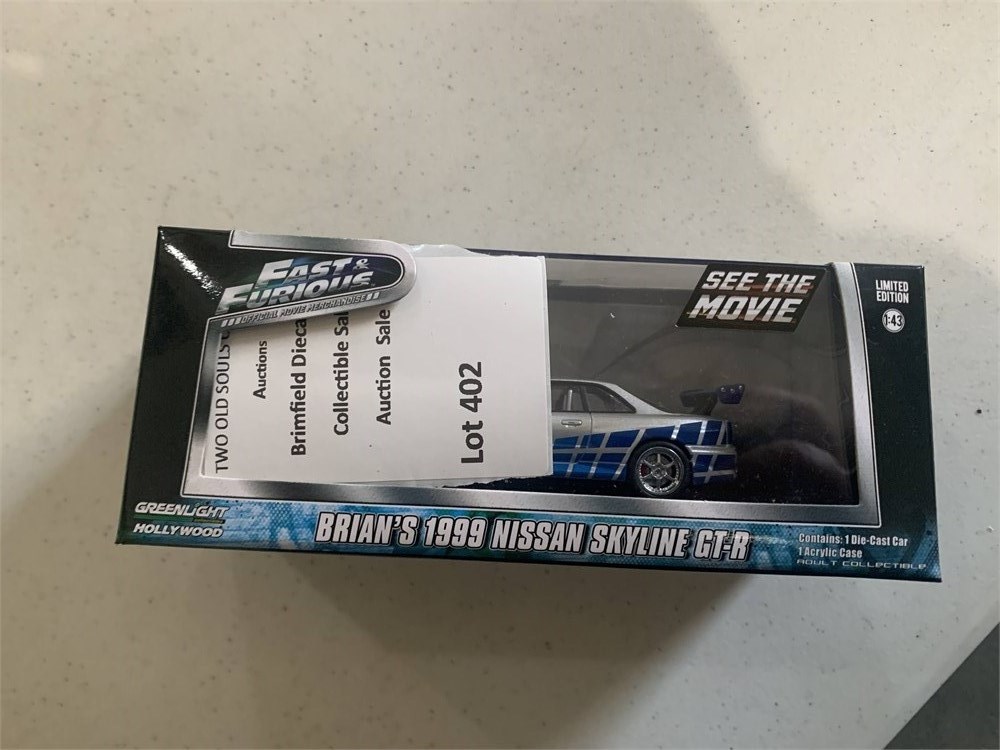 FAST &
FURIOUS
OFFICIAL MOVIE MERCHANDISE
TWO OLD SOULS
Auctions
Brimfield Dieca
Collectible Sal
Auction Sale
Lot 402
SEE THE
MOVIE
LIMITED
EDITION
1:43
GREENLIGHT
HOLLYWOOD
BRIAN'S 1999 NISSAN SKYLINE GT-R
Contains: 1 Die-Cast Car
1 Acrylic Case
ADULT COLLECTIBLE